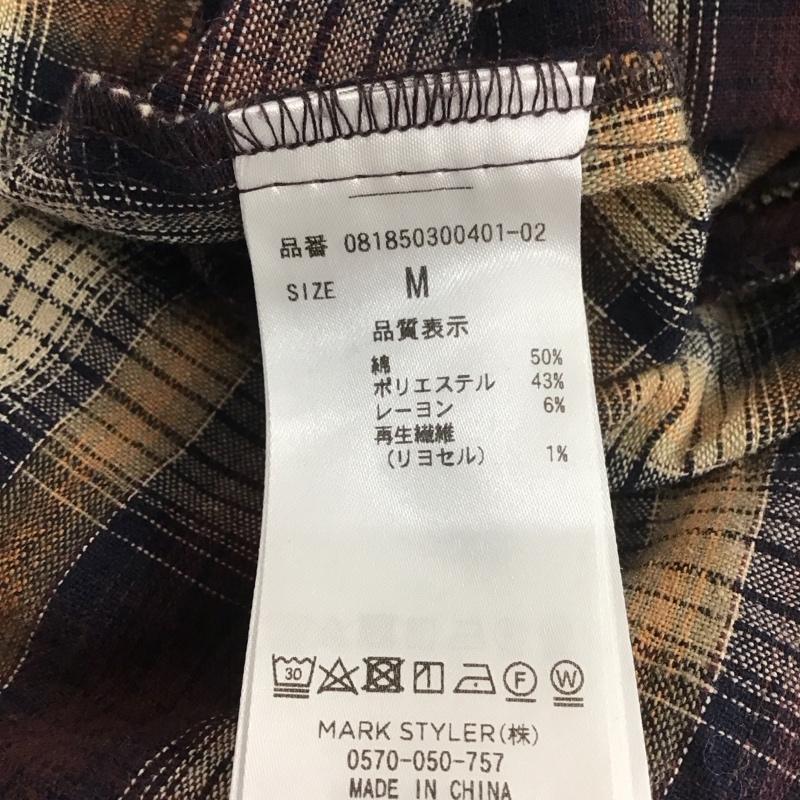 品番 081850300401-02
SIZE M
品質表示
綿 50%
ポリエステル 43%
レーヨン 6%
再生繊維
(リヨセル) 1%
30 F W
MARK STYLER(株)
0570-050-757
MADE IN CHINA